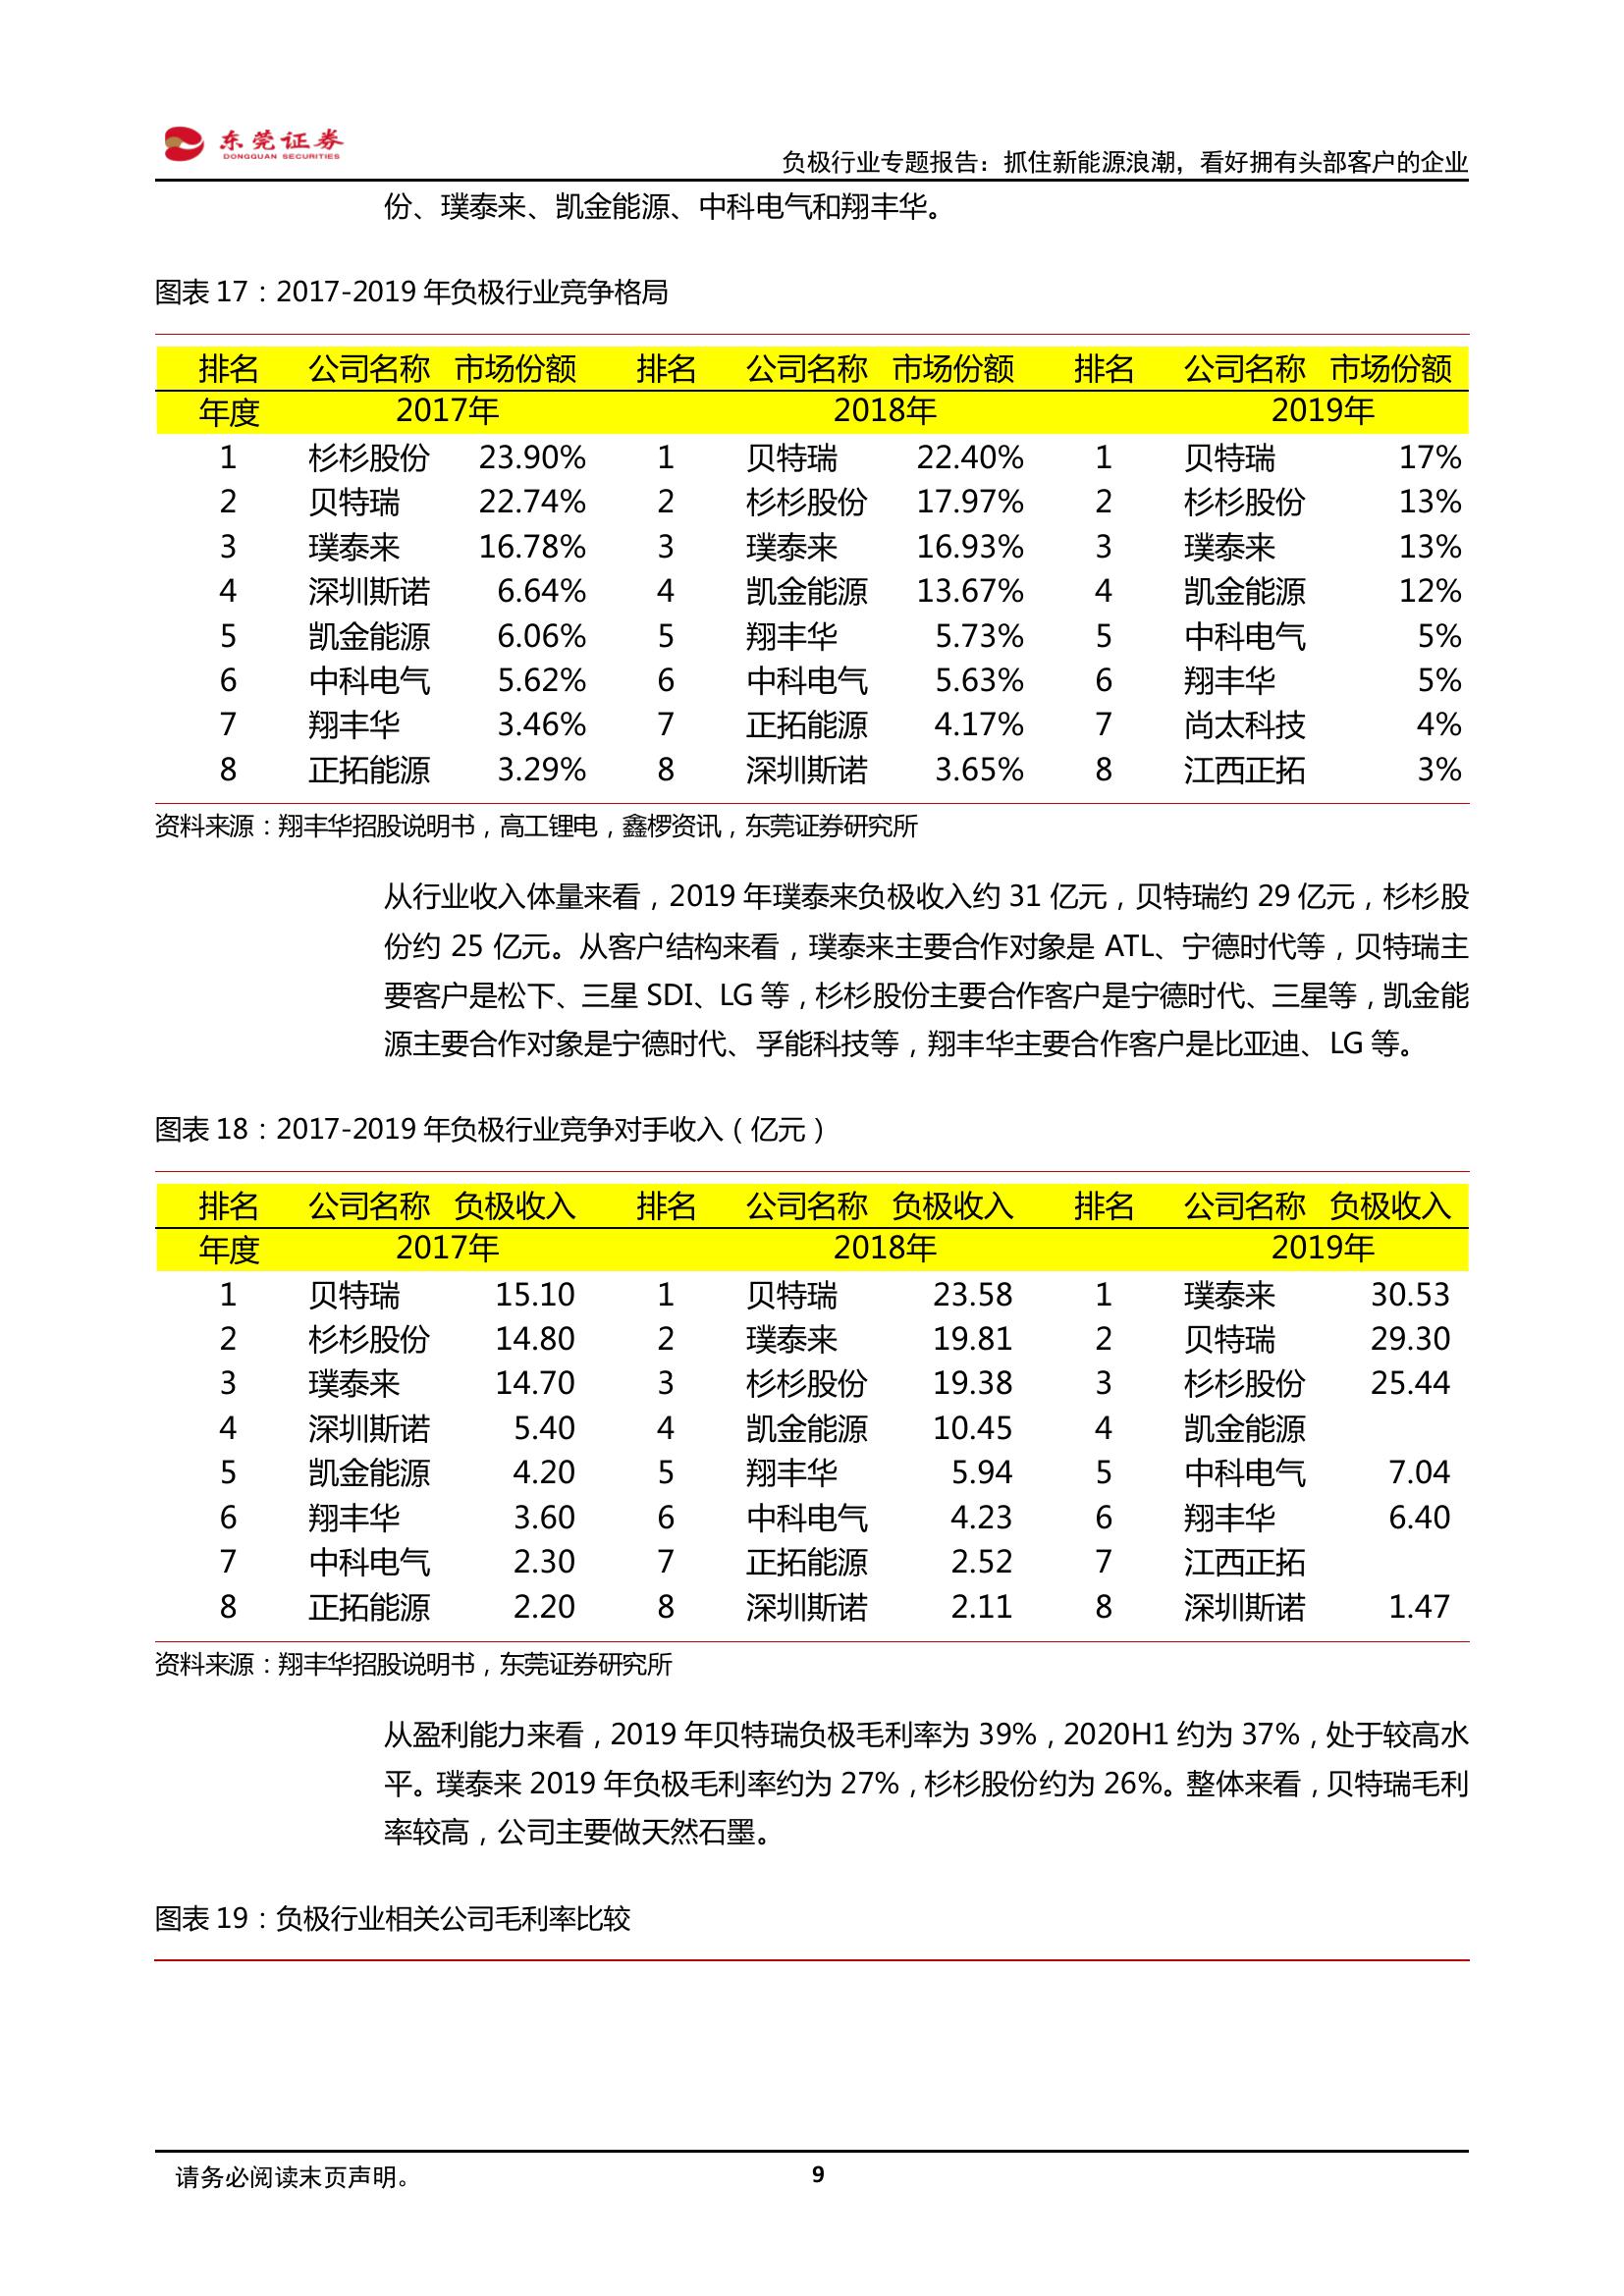 东莞证券
DONGGUAN SECURITIES
负极行业专题报告：抓住新能源浪潮，看好拥有头部客户的企业
份、璞泰来、凯金能源、中科电气和翔丰华。
图表 17：2017-2019 年负极行业竞争格局
排名 公司名称 市场份额 排名 公司名称 市场份额 排名 公司名称 市场份额
年度 2017年 2018年 2019年
1 杉杉股份 23.90% 1 贝特瑞 22.40% 1 贝特瑞 17%
2 贝特瑞 22.74% 2 杉杉股份 17.97% 2 杉杉股份 13%
3 璞泰来 16.78% 3 璞泰来 16.93% 3 璞泰来 13%
4 深圳斯诺 6.64% 4 凯金能源 13.67% 4 凯金能源 12%
5 凯金能源 6.06% 5 翔丰华 5.73% 5 中科电气 5%
6 中科电气 5.62% 6 中科电气 5.63% 6 翔丰华 5%
7 翔丰华 3.46% 7 正拓能源 4.17% 7 尚太科技 4%
8 正拓能源 3.29% 8 深圳斯诺 3.65% 8 江西正拓 3%
资料来源：翔丰华招股说明书，高工锂电，鑫椤资讯，东莞证券研究所
从行业收入体量来看，2019 年璞泰来负极收入约 31 亿元，贝特瑞约 29 亿元，杉杉股
份约 25 亿元。从客户结构来看，璞泰来主要合作对象是 ATL、宁德时代等，贝特瑞主
要客户是松下、三星 SDI、LG 等，杉杉股份主要合作客户是宁德时代、三星等，凯金能
源主要合作对象是宁德时代、孚能科技等，翔丰华主要合作客户是比亚迪、LG 等。
图表 18：2017-2019 年负极行业竞争对手收入（亿元）
排名 公司名称 负极收入 排名 公司名称 负极收入 排名 公司名称 负极收入
年度 2017年 2018年 2019年
1 贝特瑞 15.10 1 贝特瑞 23.58 1 璞泰来 30.53
2 杉杉股份 14.80 2 璞泰来 19.81 2 贝特瑞 29.30
3 璞泰来 14.70 3 杉杉股份 19.38 3 杉杉股份 25.44
4 深圳斯诺 5.40 4 凯金能源 10.45 4 凯金能源
5 凯金能源 4.20 5 翔丰华 5.94 5 中科电气 7.04
6 翔丰华 3.60 6 中科电气 4.23 6 翔丰华 6.40
7 中科电气 2.30 7 正拓能源 2.52 7 江西正拓
8 正拓能源 2.20 8 深圳斯诺 2.11 8 深圳斯诺 1.47
资料来源：翔丰华招股说明书，东莞证券研究所
从盈利能力来看，2019 年贝特瑞负极毛利率为 39%，2020H1 约为 37%，处于较高水
平。璞泰来 2019 年负极毛利率约为 27%，杉杉股份约为 26%。整体来看，贝特瑞毛利
率较高，公司主要做天然石墨。
图表 19：负极行业相关公司毛利率比较
请务必阅读末页声明。 9